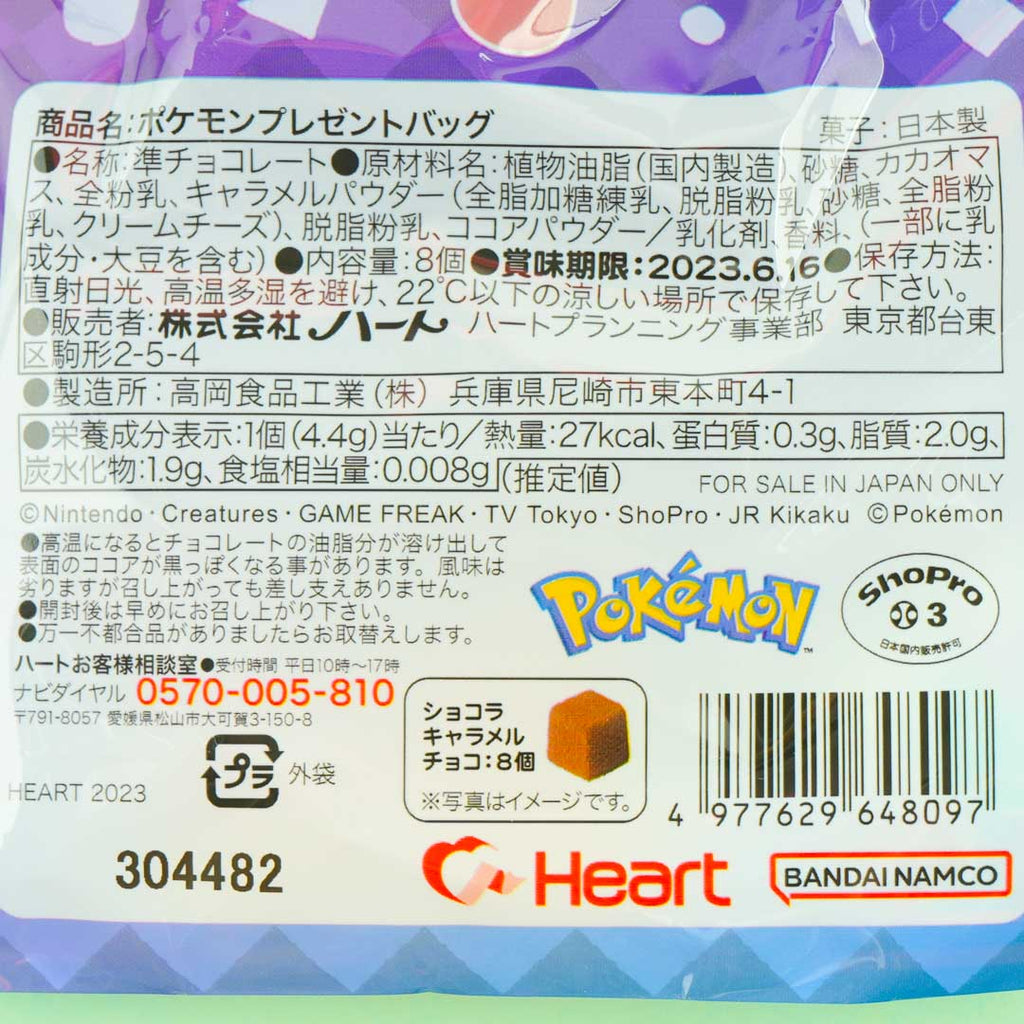 商品名:ポケモンプレゼントバッグ 菓子:日本製
●名称:準チョコレート●原材料名:植物油脂(国内製造)、砂糖、カカオマ
ス、全粉乳、キャラメルパウダー(全脂加糖練乳、脱脂粉乳、砂糖、全脂粉
乳、クリームチーズ)、脱脂粉乳、ココアパウダー/乳化剤、香料、(一部に乳
成分・大豆を含む)●内容量:8個●賞味期限:2023.6.16●保存方法:
直射日光、高温多湿を避け、22℃以下の涼しい場所で保存して下さい。
●販売者:株式会社ハート ハートプランニング事業部 東京都台東
区駒形2-5-4
●製造所:高岡食品工業(株) 兵庫県尼崎市東本町4-1
●栄養成分表示:1個(4.4g)当たり/熱量:27kcal、蛋白質:0.3g、脂質:2.0g、
炭水化物:1.9g、食塩相当量:0.008g (推定値) FOR SALE IN JAPAN ONLY
©Nintendo・Creatures・GAME FREAK・TV Tokyo・ShoPro・JR Kikaku ©Pokémon
●高温になるとチョコレートの油脂分が溶け出して
表面のココアが黒っぽくなる事があります。風味は
劣りますが召し上がっても差し支えありません。
●開封後は早めにお召し上がり下さい。
●万一不都合品がありましたらお取替えします。
POKéMON™
ShoPro
3
日本国内販売許可
ハートお客様相談室●受付時間 平日10時〜17時
ナビダイヤル 0570-005-810
〒791-8057 愛媛県松山市大可賀3-150-8
プラ 外袋
HEART 2023
ショコラ
キャラメル
チョコ:8個
※写真はイメージです。
4 977629 648097
304482
Heart
BANDAI NAMCO